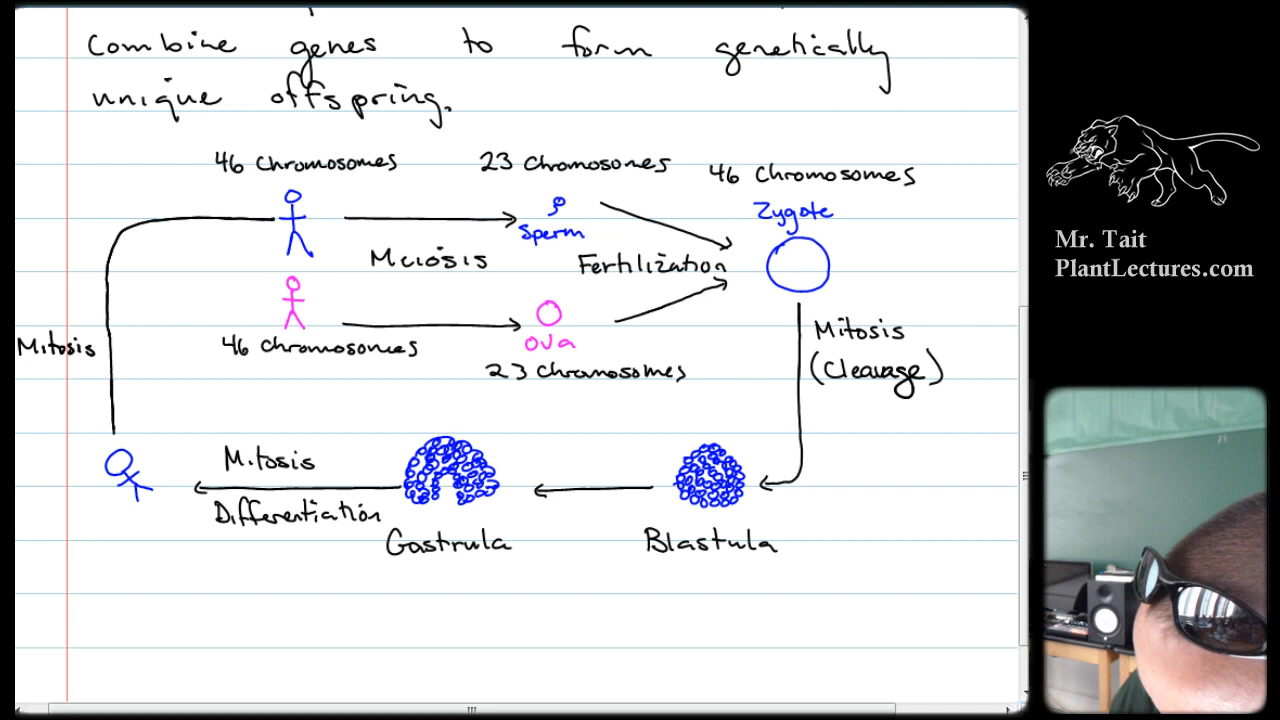 Combine genes to form genetically
unique offspring.
46 Chromosomes
23 Chromosomes
46 Chromosomes
Zygote
Sperm
Meiosis
Fertilization
Mitosis
46 Chromosomes
Ova
23 Chromosomes
Mitosis
(Cleavage)
Mitosis
Differentiation
Gastrula
Blastula
Mr. Tait
PlantLectures.com